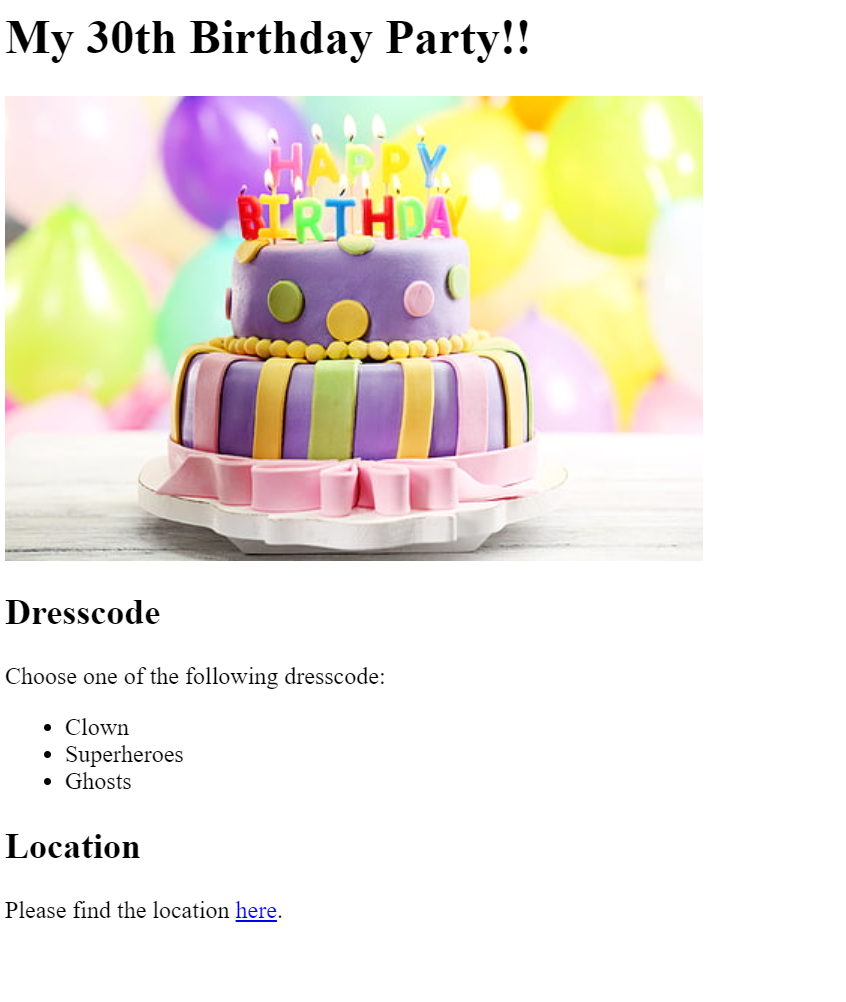 My 30th Birthday Party!!
HAPPY
BIRTHDAY
Dresscode
Choose one of the following dresscode:
Clown
Superheroes
Ghosts
Location
Please find the location here.